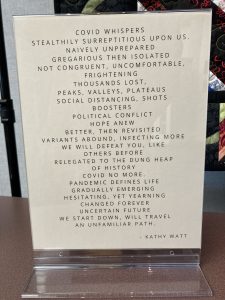 COVID WHISPERS
STEALTHILY SURREPTITIOUS UPON US.
NAIVELY UNPREPARED
GREGARIOUS THEN ISOLATED
NOT CONGRUENT, UNCOMFORTABLE,
FRIGHTENING
THOUSANDS LOST,
PEAKS, VALLEYS, PLATEAUS
SOCIAL DISTANCING, SHOTS
BOOSTERS
POLITICAL CONFLICT
HOPE ANEW
BETTER, THEN REVISITED
VARIANTS ABOUND, INFECTING MORE
WE WILL DEFEAT YOU, LIKE
OTHERS BEFORE
RELEGATED TO THE DUNG HEAP
OF HISTORY
COVID NO MORE.
PANDEMIC DEFINES LIFE
GRADUALLY EMERGING
HESITATING, YET YEARNING
CHANGED FOREVER
UNCERTAIN FUTURE
WE START DOWN, WILL TRAVEL
AN UNFAMILIAR PATH.
- KATHY WATT